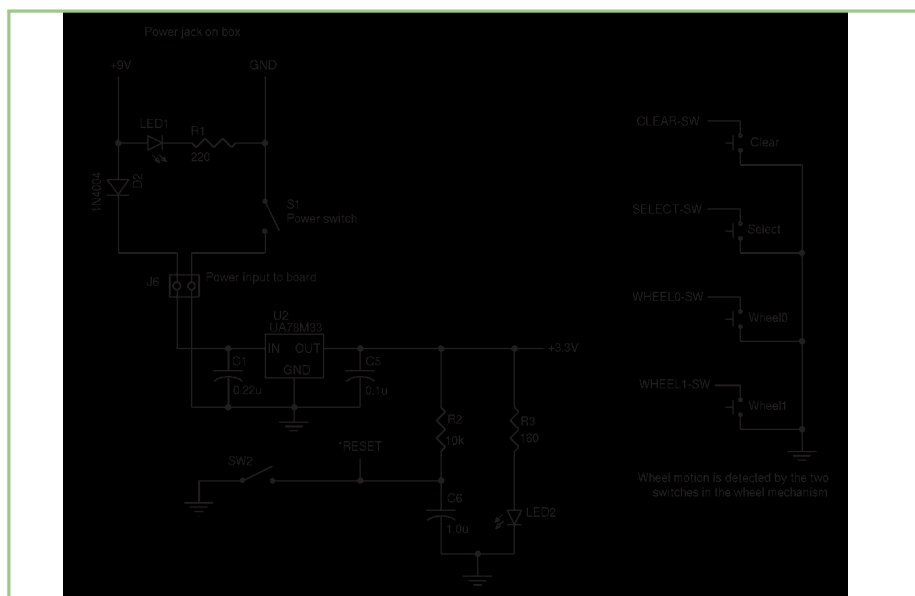 Power jack on box
+9V
GND
LED1
R1
220
1N4004
D2
S1
Power switch
J6
Power input to board
U2
UA78M33
IN
OUT
GND
C1
0.22u
C5
0.1u
+3.3V
R2
10k
R3
180
*RESET
SW2
C6
1.0u
LED2
CLEAR-SW
Clear
SELECT-SW
Select
WHEEL0-SW
Wheel0
WHEEL1-SW
Wheel1
Wheel motion is detected by the two
switches in the wheel mechanism